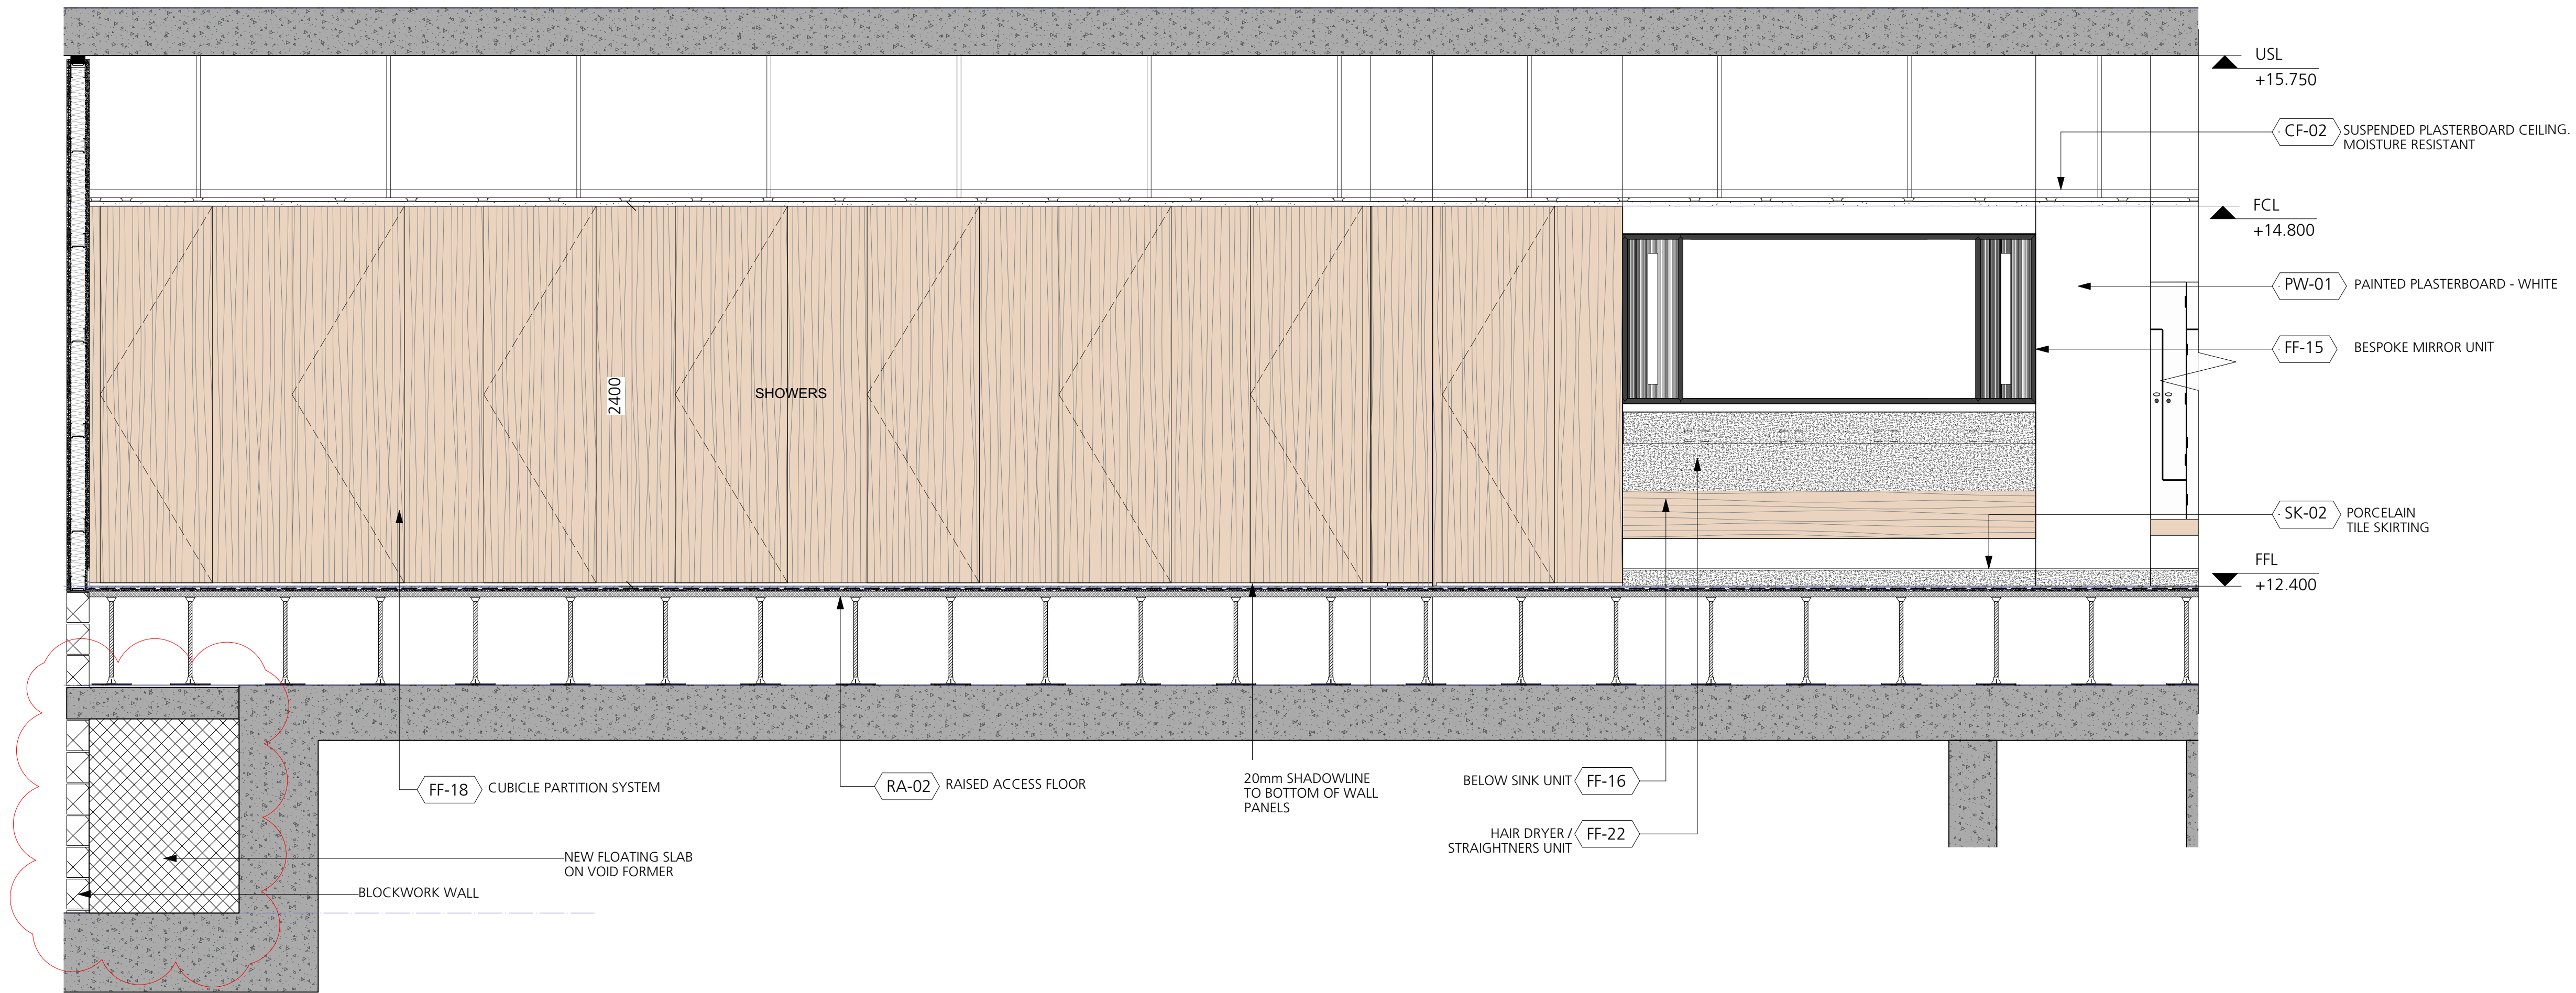 USL
+15.750
CF-02 SUSPENDED PLASTERBOARD CEILING.
MOISTURE RESISTANT
FCL
+14.800
PW-01 PAINTED PLASTERBOARD - WHITE
FF-15 BESPOKE MIRROR UNIT
2400
SHOWERS
SK-02 PORCELAIN
TILE SKIRTING
FFL
+12.400
FF-18 CUBICLE PARTITION SYSTEM
RA-02 RAISED ACCESS FLOOR
20mm SHADOWLINE
TO BOTTOM OF WALL
PANELS
BELOW SINK UNIT FF-16
HAIR DRYER / FF-22
STRAIGHTNERS UNIT
NEW FLOATING SLAB
ON VOID FORMER
BLOCKWORK WALL